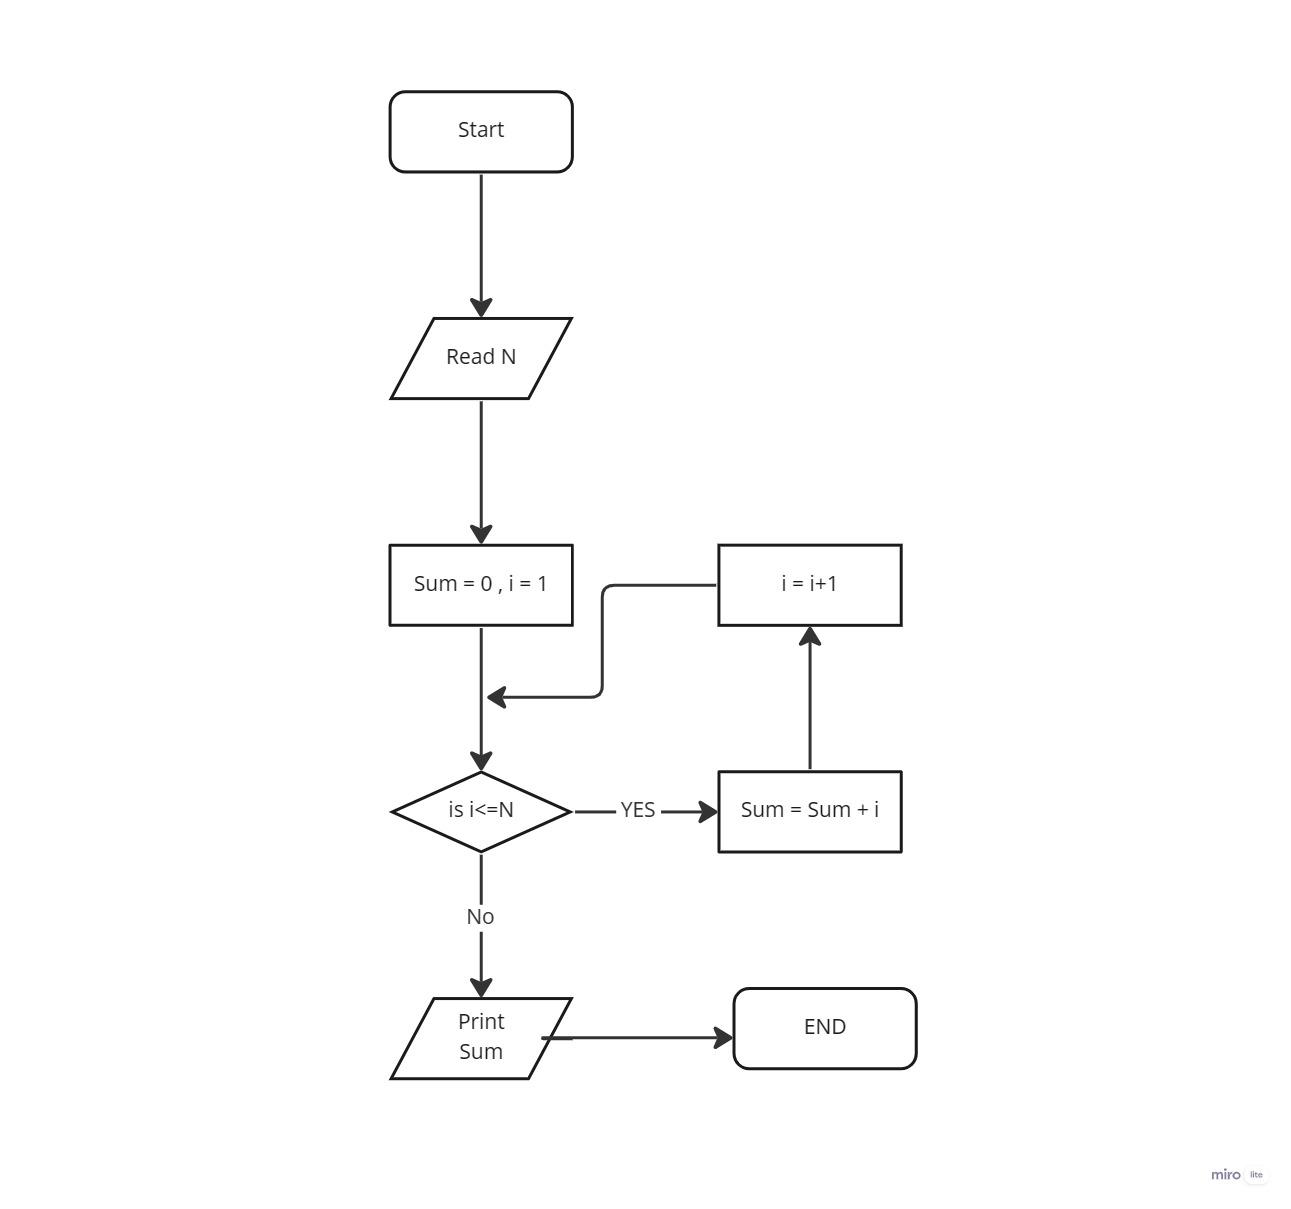 Start
Read N
Sum = 0 , i = 1
i = i+1
is i<=N
YES
Sum = Sum + i
No
Print
Sum
END
miro lite